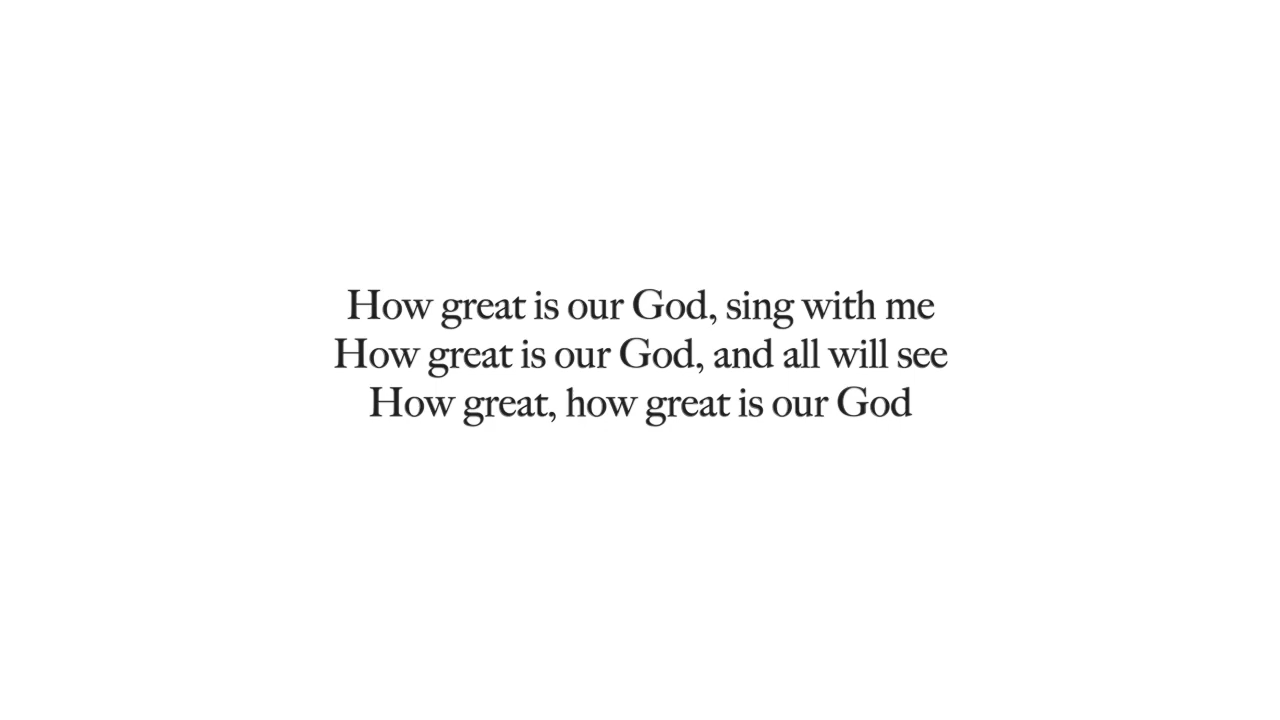 How great is our God, sing with me
How great is our God, and all will see
How great, how great is our God